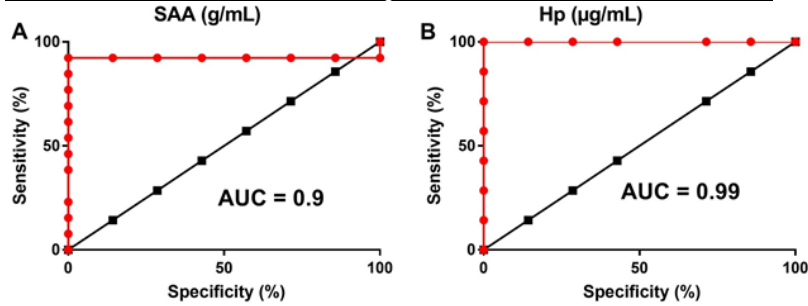 A
SAA (g/mL)
100
50
0
Sensitivity (%)
AUC = 0.9
0
50
100
Specificity (%)
B
Hp (µg/mL)
100
50
0
Sensitivity (%)
AUC = 0.99
0
50
100
Specificity (%)